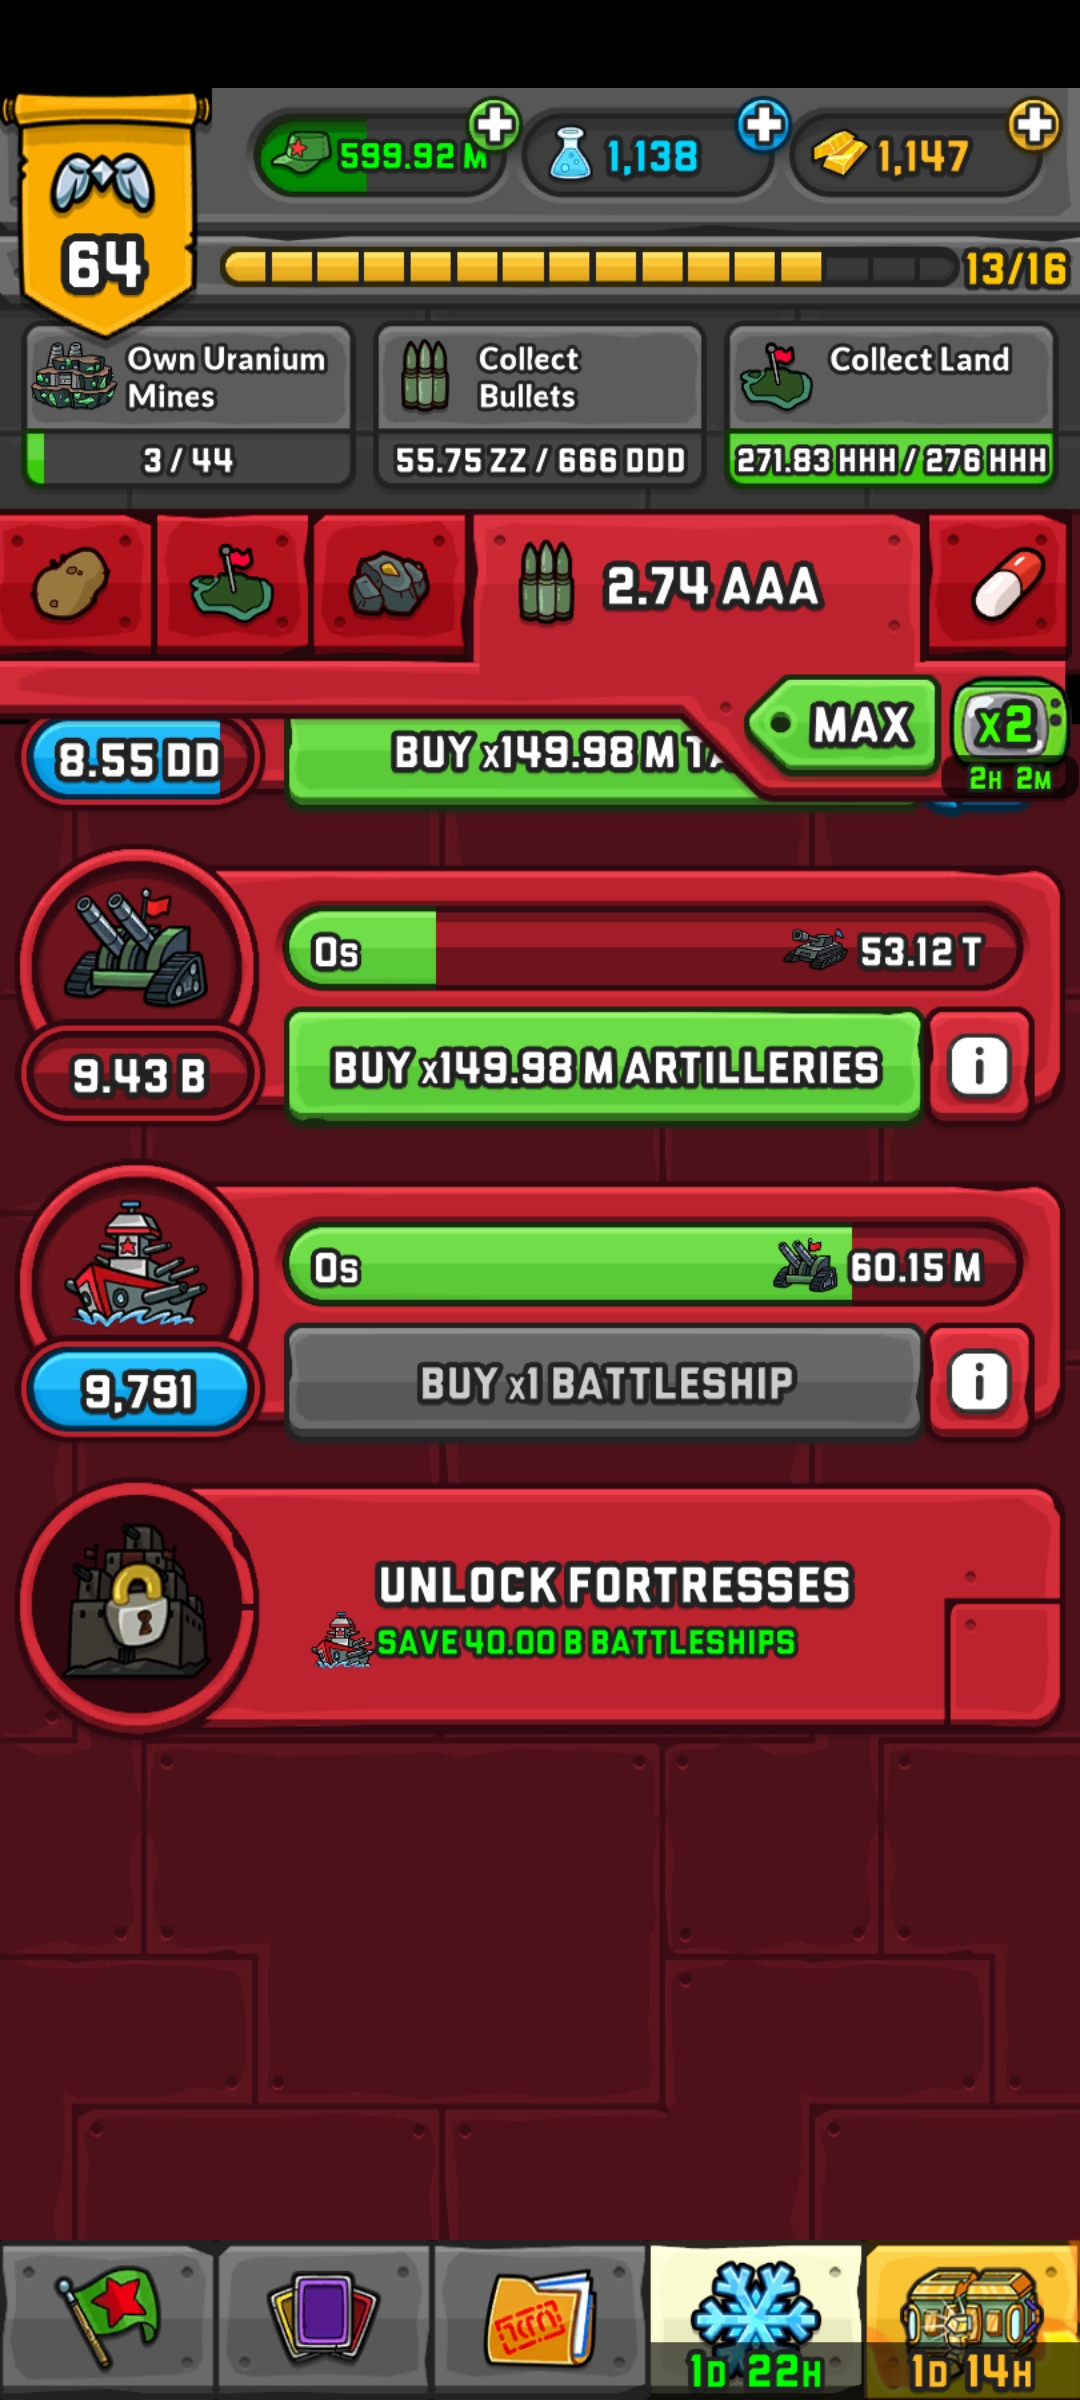 599.92 M
1,138
1,147
64
13/16
Own Uranium
Mines
3 / 44
Collect
Bullets
55.75 ZZ / 666 DDD
Collect Land
271.83 HHH / 276 HHH
2.74 AAA
MAX
X2
2H 2M
8.55 DD
BUY x149.98 M
0s
53.12 T
9.43 B
BUY x149.98 M ARTILLERIES
i
0s
60.15 M
9,791
BUY x1 BATTLESHIP
i
UNLOCK FORTRESSES
SAVE 40.00 B BATTLESHIPS
1D 22H
1D 14H